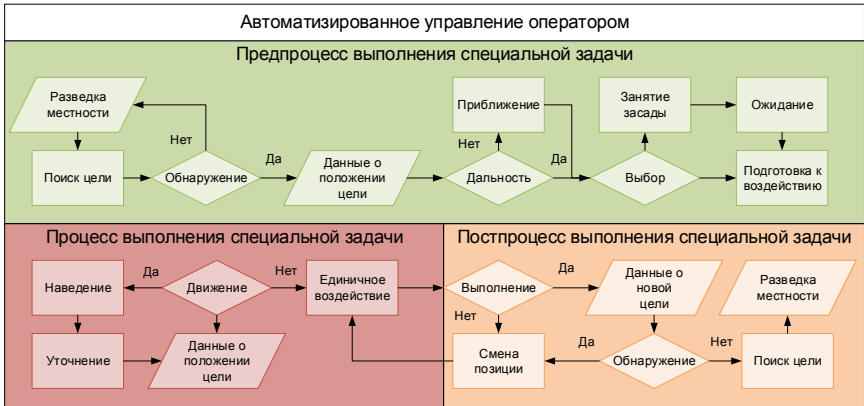 Автоматизированное управление оператором
Предпроцесс выполнения специальной задачи
Разведка
местности
Поиск цели
Нет
Обнаружение
Да
Данные о
положении
цели
Приближение
Нет
Дальность
Да
Занятие
засады
Выбор
Ожидание
Подготовка к
воздействию
Процесс выполнения специальной задачи
Наведение
Да
Движение
Нет
Единичное
воздействие
Уточнение
Данные о
положении
цели
Постпроцесс выполнения специальной задачи
Выполнение
Да
Данные о
новой
цели
Разведка
местности
Нет
Смена
позиции
Да
Обнаружение
Нет
Поиск цели